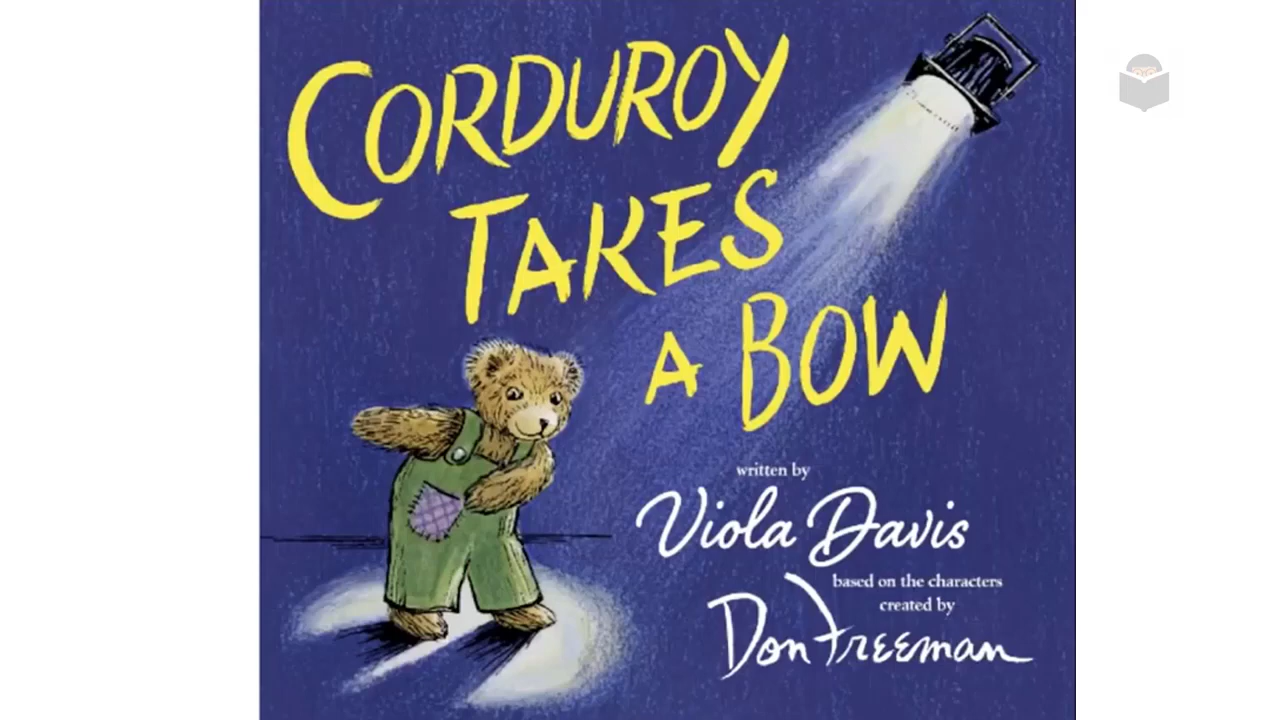 CORDUROY
TAKES
A BOW
written by
Viola Davis
based on the characters
created by
Don Freeman